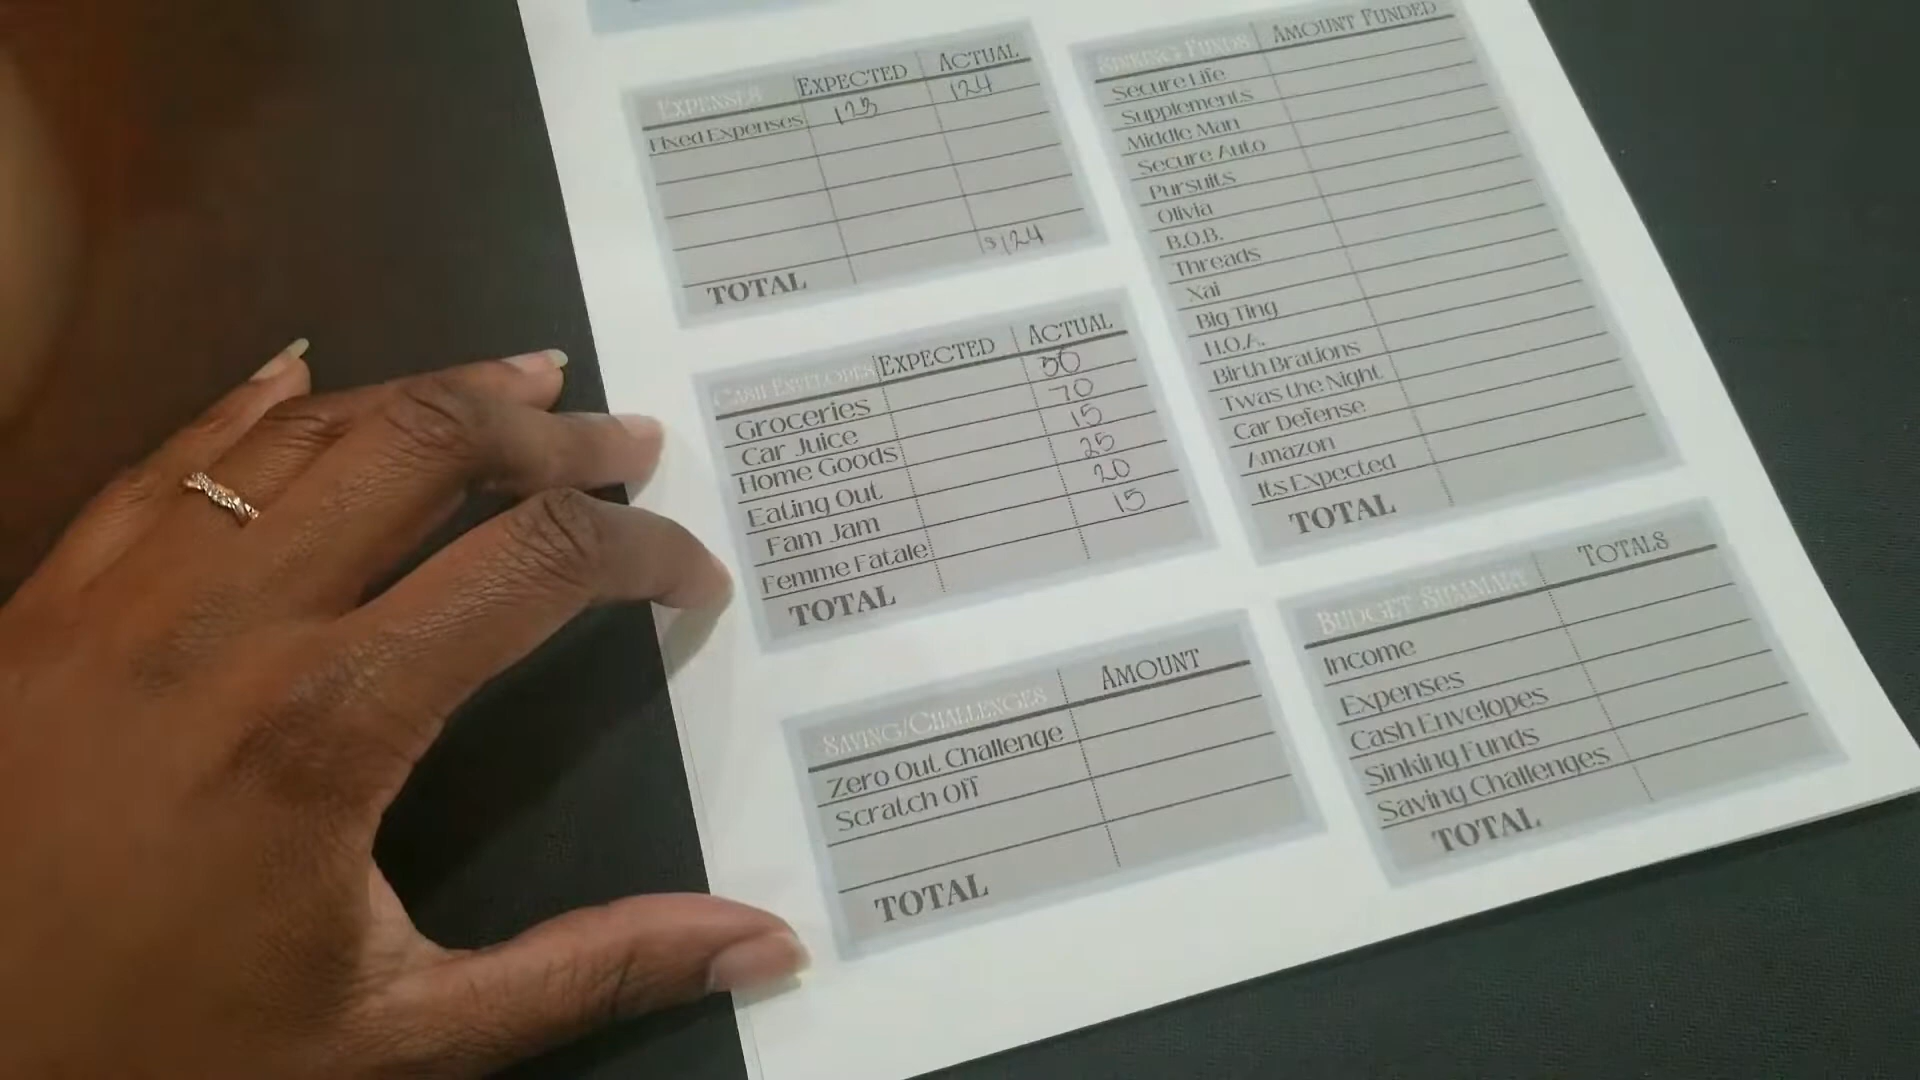 EXPENSES EXPECTED ACTUAL
Fixed Expenses 123 124
TOTAL $124
CASH ENVELOPES EXPECTED ACTUAL
Groceries 50
Car Juice 70
Home Goods 15
Eating Out 25
Fam Jam 20
Femme Fatale 15
TOTAL
SAVING/CHALLENGES AMOUNT
Zero Out Challenge
Scratch Off
TOTAL
SINKING FUNDS AMOUNT FUNDED
Secure Life
Supplements
Middle Man
Secure Auto
Pursuits
Olivia
B.O.B.
Threads
Xai
Big Ting
H.O.A.
Birth Brations
Twas the Night
Car Defense
Amazon
Its Expected
TOTAL
BUDGET SUMMARY TOTALS
Income
Expenses
Cash Envelopes
Sinking Funds
Saving Challenges
TOTAL